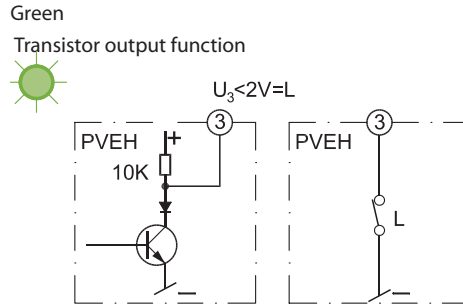 Green
Transistor output function
U₃<2V=L
3
PVEH
+
10K
3
PVEH
L